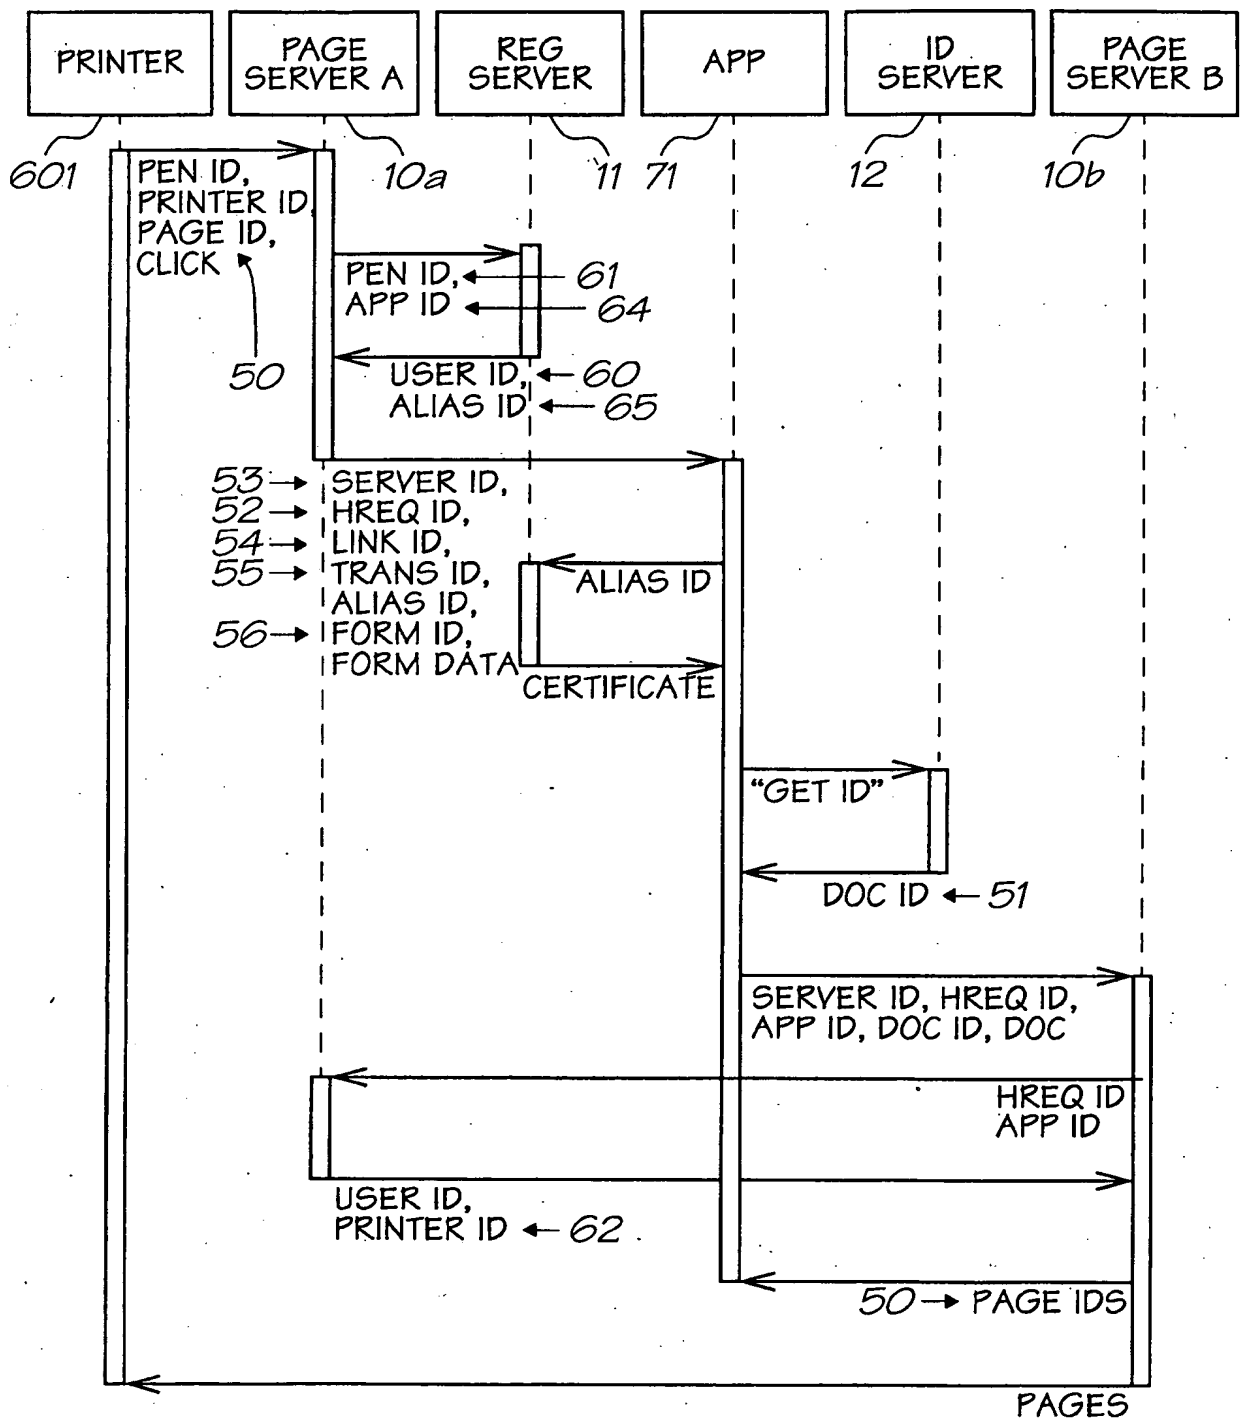 PRINTER
PAGE
SERVER A
REG
SERVER
APP
ID
SERVER
PAGE
SERVER B
601
10a
11
71
12
10b
PEN ID,
PRINTER ID,
PAGE ID,
CLICK
50
PEN ID,
61
APP ID
64
USER ID,
60
ALIAS ID
65
53
SERVER ID,
52
HREQ ID,
54
LINK ID,
55
TRANS ID,
ALIAS ID,
56
FORM ID,
FORM DATA
ALIAS ID
CERTIFICATE
“GET ID”
DOC ID
51
SERVER ID, HREQ ID,
APP ID, DOC ID, DOC
HREQ ID
APP ID
USER ID,
PRINTER ID
62
50
PAGE IDS
PAGES